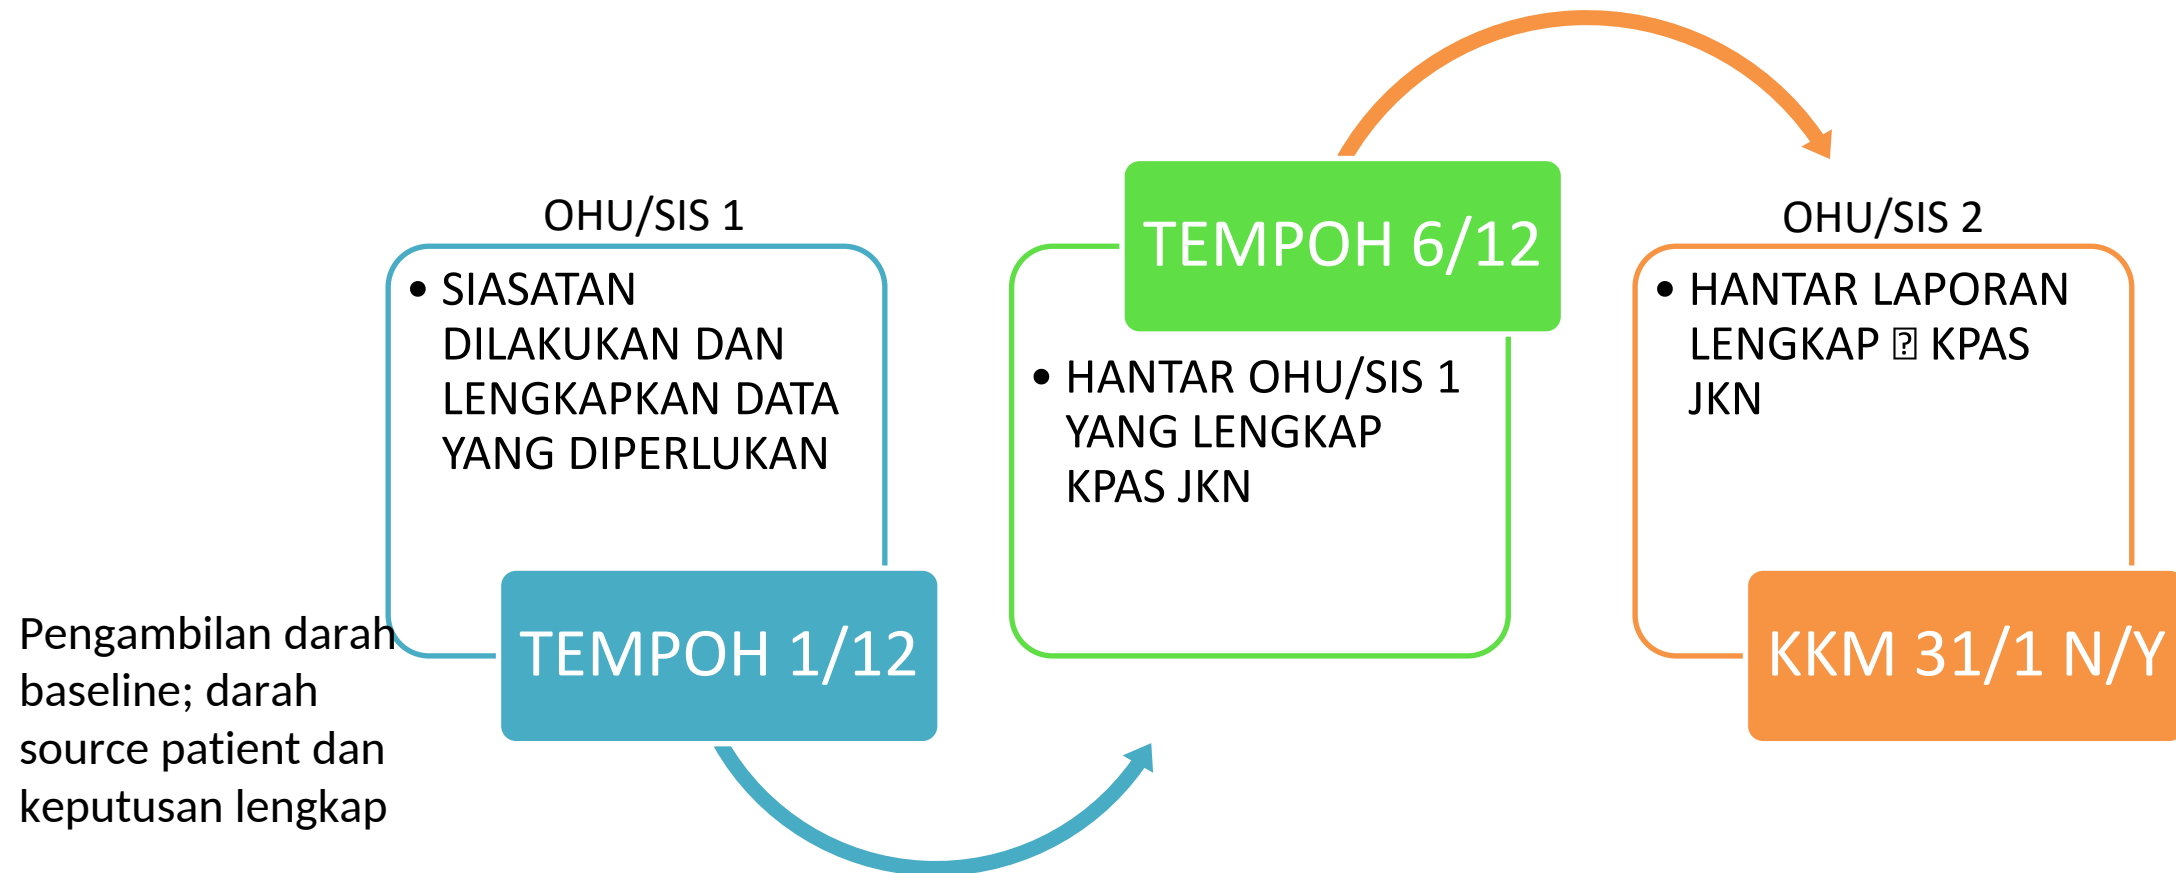 OHU/SIS 1
• SIASATAN
DILAKUKAN DAN
LENGKAPKAN DATA
YANG DIPERLUKAN
TEMPOH 1/12
Pengambilan darah
baseline; darah
source patient dan
keputusan lengkap
TEMPOH 6/12
• HANTAR OHU/SIS 1
YANG LENGKAP
KPAS JKN
OHU/SIS 2
• HANTAR LAPORAN
LENGKAP ⍰ KPAS
JKN
KKM 31/1 N/Y